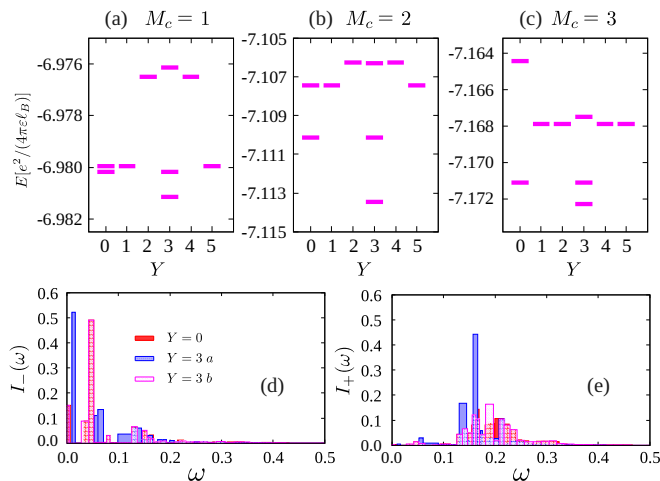 (a) M_c = 1
(b) M_c = 2
(c) M_c = 3
E[e²/(4πεℓ_B)]
-6.976
-6.978
-6.980
-6.982
0 1 2 3 4 5
Y
-7.105
-7.107
-7.109
-7.111
-7.113
-7.115
0 1 2 3 4 5
Y
-7.164
-7.166
-7.168
-7.170
-7.172
0 1 2 3 4 5
Y
I_−(ω)
0.6
0.5
0.4
0.3
0.2
0.1
0.0
Y = 0
Y = 3 a
Y = 3 b
(d)
0.0 0.1 0.2 0.3 0.4 0.5
ω
I_+(ω)
0.6
0.5
0.4
0.3
0.2
0.1
0.0
(e)
0.0 0.1 0.2 0.3 0.4 0.5
ω